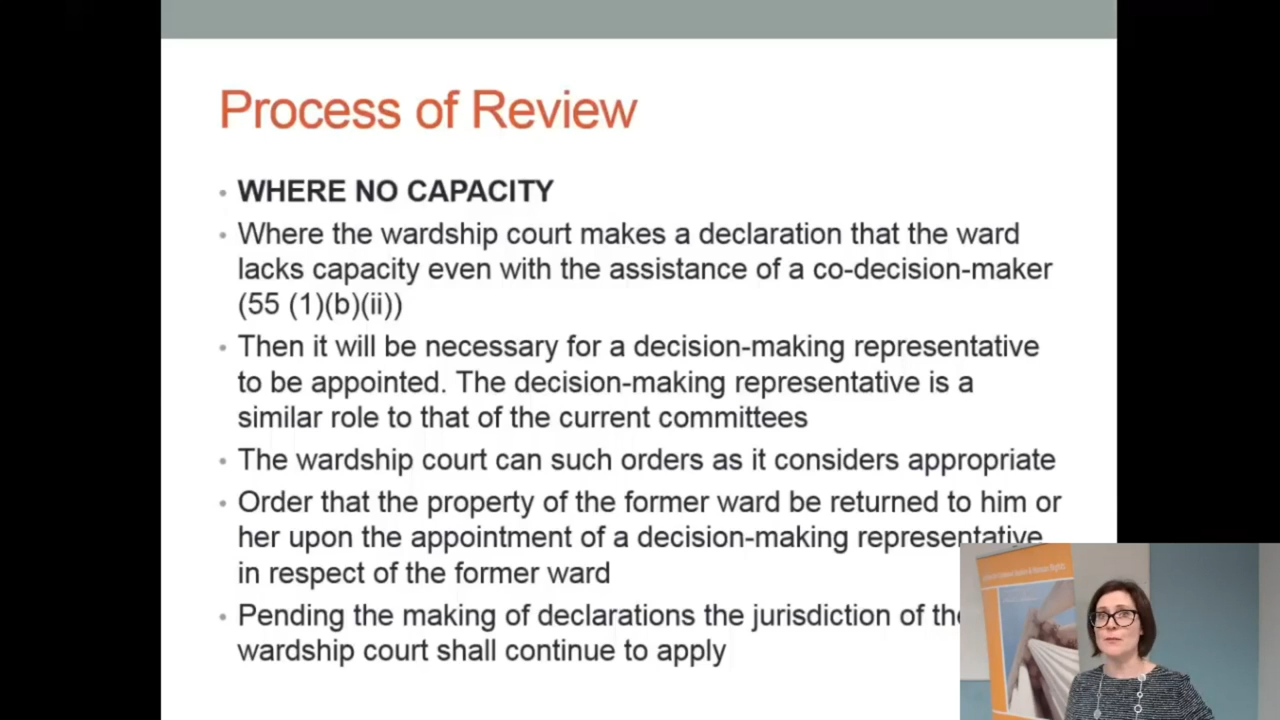 Process of Review
• WHERE NO CAPACITY
• Where the wardship court makes a declaration that the ward
lacks capacity even with the assistance of a co-decision-maker
(55 (1)(b)(ii))
• Then it will be necessary for a decision-making representative
to be appointed. The decision-making representative is a
similar role to that of the current committees
• The wardship court can such orders as it considers appropriate
• Order that the property of the former ward be returned to him or
her upon the appointment of a decision-making representative
in respect of the former ward
• Pending the making of declarations the jurisdiction of the
wardship court shall continue to apply
& Human Rights